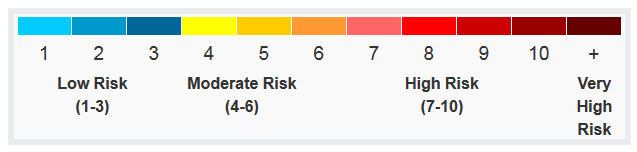 1 2 3 4 5 6 7 8 9 10 +
Low Risk Moderate Risk High Risk Very
(1-3) (4-6) (7-10) High
Risk